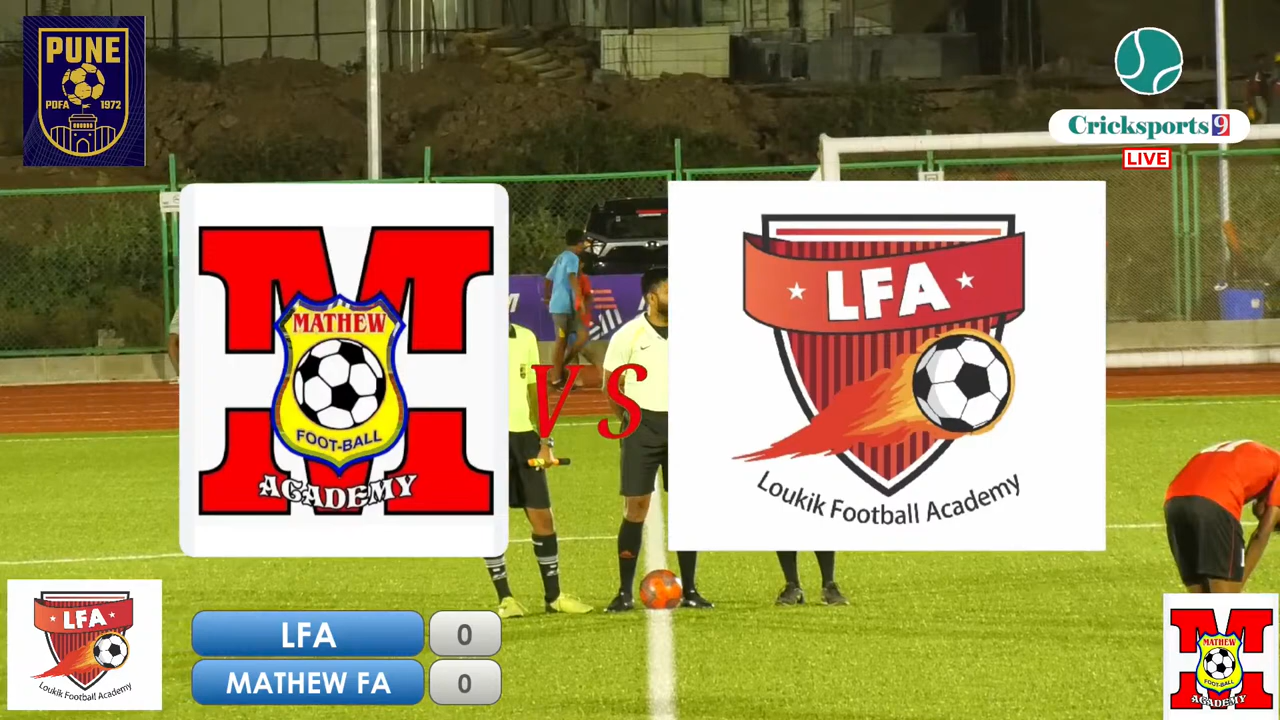 PUNE
PDFA 1972
Cricksports9
LIVE
MATHEW
FOOT-BALL
ACADEMY
VS
LFA
Loukik Football Academy
LFA
Loukik Football Academy
LFA 0
MATHEW FA 0
MATHEW
FOOT-BALL
ACADEMY